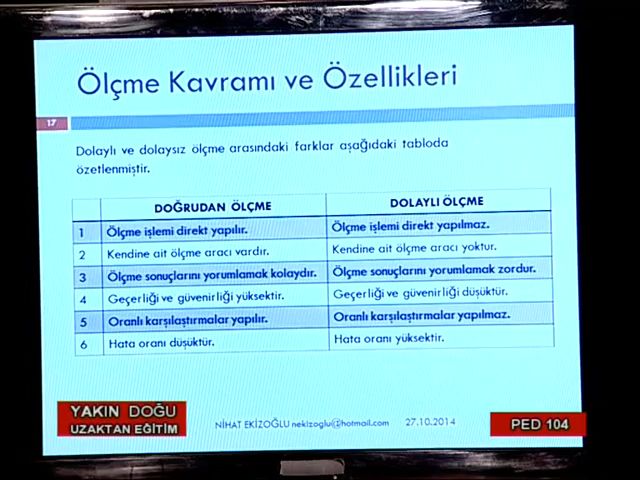 Ölçme Kavramı ve Özellikleri
17
Dolaylı ve dolaysız ölçme arasındaki farklar aşağıdaki tabloda
özetlenmiştir.
DOĞRUDAN ÖLÇME DOLAYLI ÖLÇME
1 Ölçme işlemi direkt yapılır. Ölçme işlemi direkt yapılmaz.
2 Kendine ait ölçme aracı vardır. Kendine ait ölçme aracı yoktur.
3 Ölçme sonuçlarını yorumlamak kolaydır. Ölçme sonuçlarını yorumlamak zordur.
4 Geçerliği ve güvenirliği yüksektir. Geçerliği ve güvenirliği düşüktür.
5 Oranlı karşılaştırmalar yapılır. Oranlı karşılaştırmalar yapılmaz.
6 Hata oranı düşüktür. Hata oranı yüksektir.
YAKIN DOĞU
UZAKTAN EĞİTİM
NİHAT EKİZOĞLU nekizoglu@hotmail.com 27.10.2014
PED 104